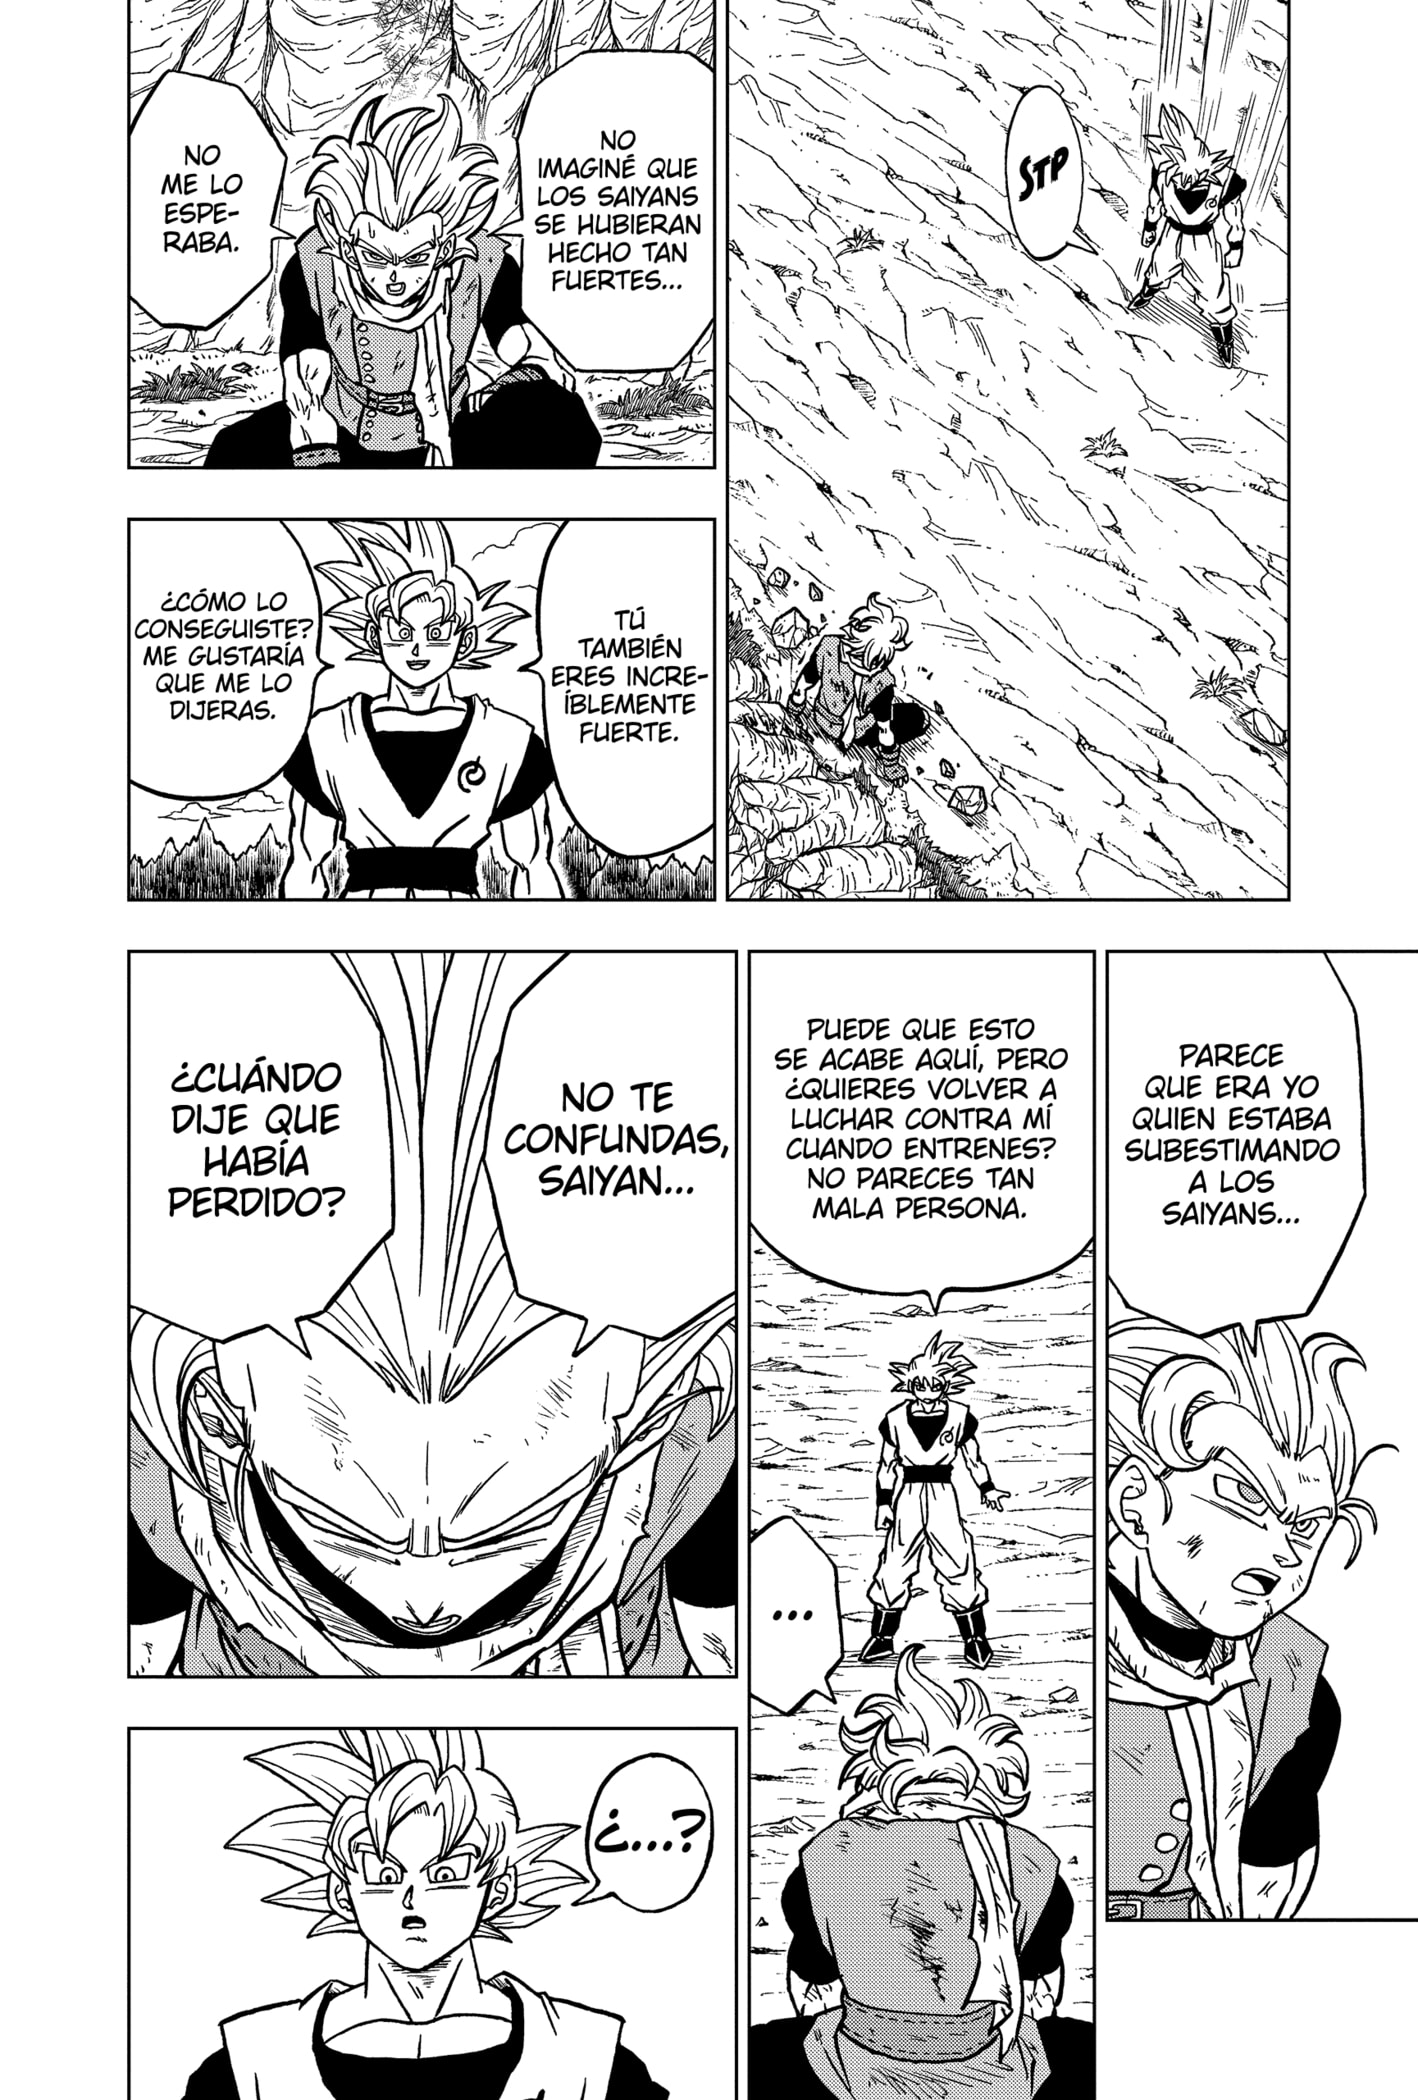 STP
NO
IMAGINÉ QUE
LOS SAIYANS
SE HUBIERAN
HECHO TAN
FUERTES...
NO
ME LO
ESPE-
RABA.
TÚ
TAMBIÉN
ERES INCRE-
ÍBLEMENTE
FUERTE.
¿CÓMO LO
CONSEGUISTE?
ME GUSTARÍA
QUE ME LO
DIJERAS.
PARECE
QUE ERA YO
QUIEN ESTABA
SUBESTIMANDO
A LOS
SAIYANS...
PUEDE QUE ESTO
SE ACABE AQUÍ, PERO
¿QUIERES VOLVER A
LUCHAR CONTRA MÍ
CUANDO ENTRENES?
NO PARECES TAN
MALA PERSONA.
...
NO TE
CONFUNDAS,
SAIYAN...
¿CUÁNDO
DIJE QUE
HABÍA
PERDIDO?
¿...?